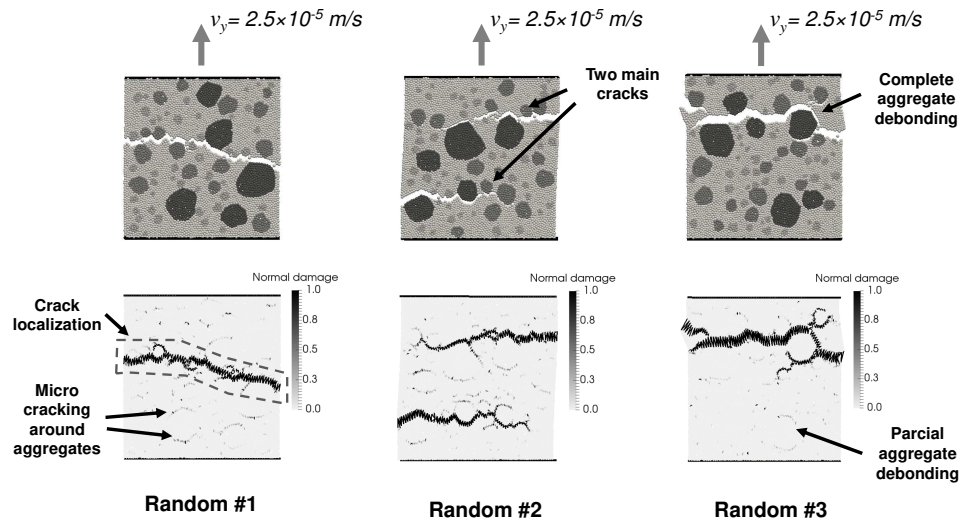 v_y= 2.5×10⁻⁵ m/s
v_y= 2.5×10⁻⁵ m/s
v_y= 2.5×10⁻⁵ m/s
Two main
cracks
Complete
aggregate
debonding
Normal damage
1.0
0.8
0.5
0.3
0.0
Crack
localization
Micro
cracking
around
aggregates
Normal damage
1.0
0.8
0.5
0.3
0.0
Normal damage
1.0
0.8
0.5
0.3
0.0
Parcial
aggregate
debonding
Random #1
Random #2
Random #3